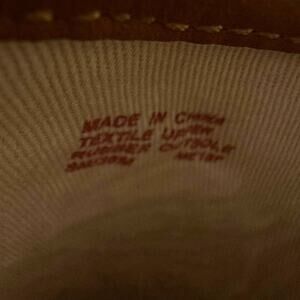 MADE IN CHINA
TEXTILE UPPER
RUBBER OUTSOLE